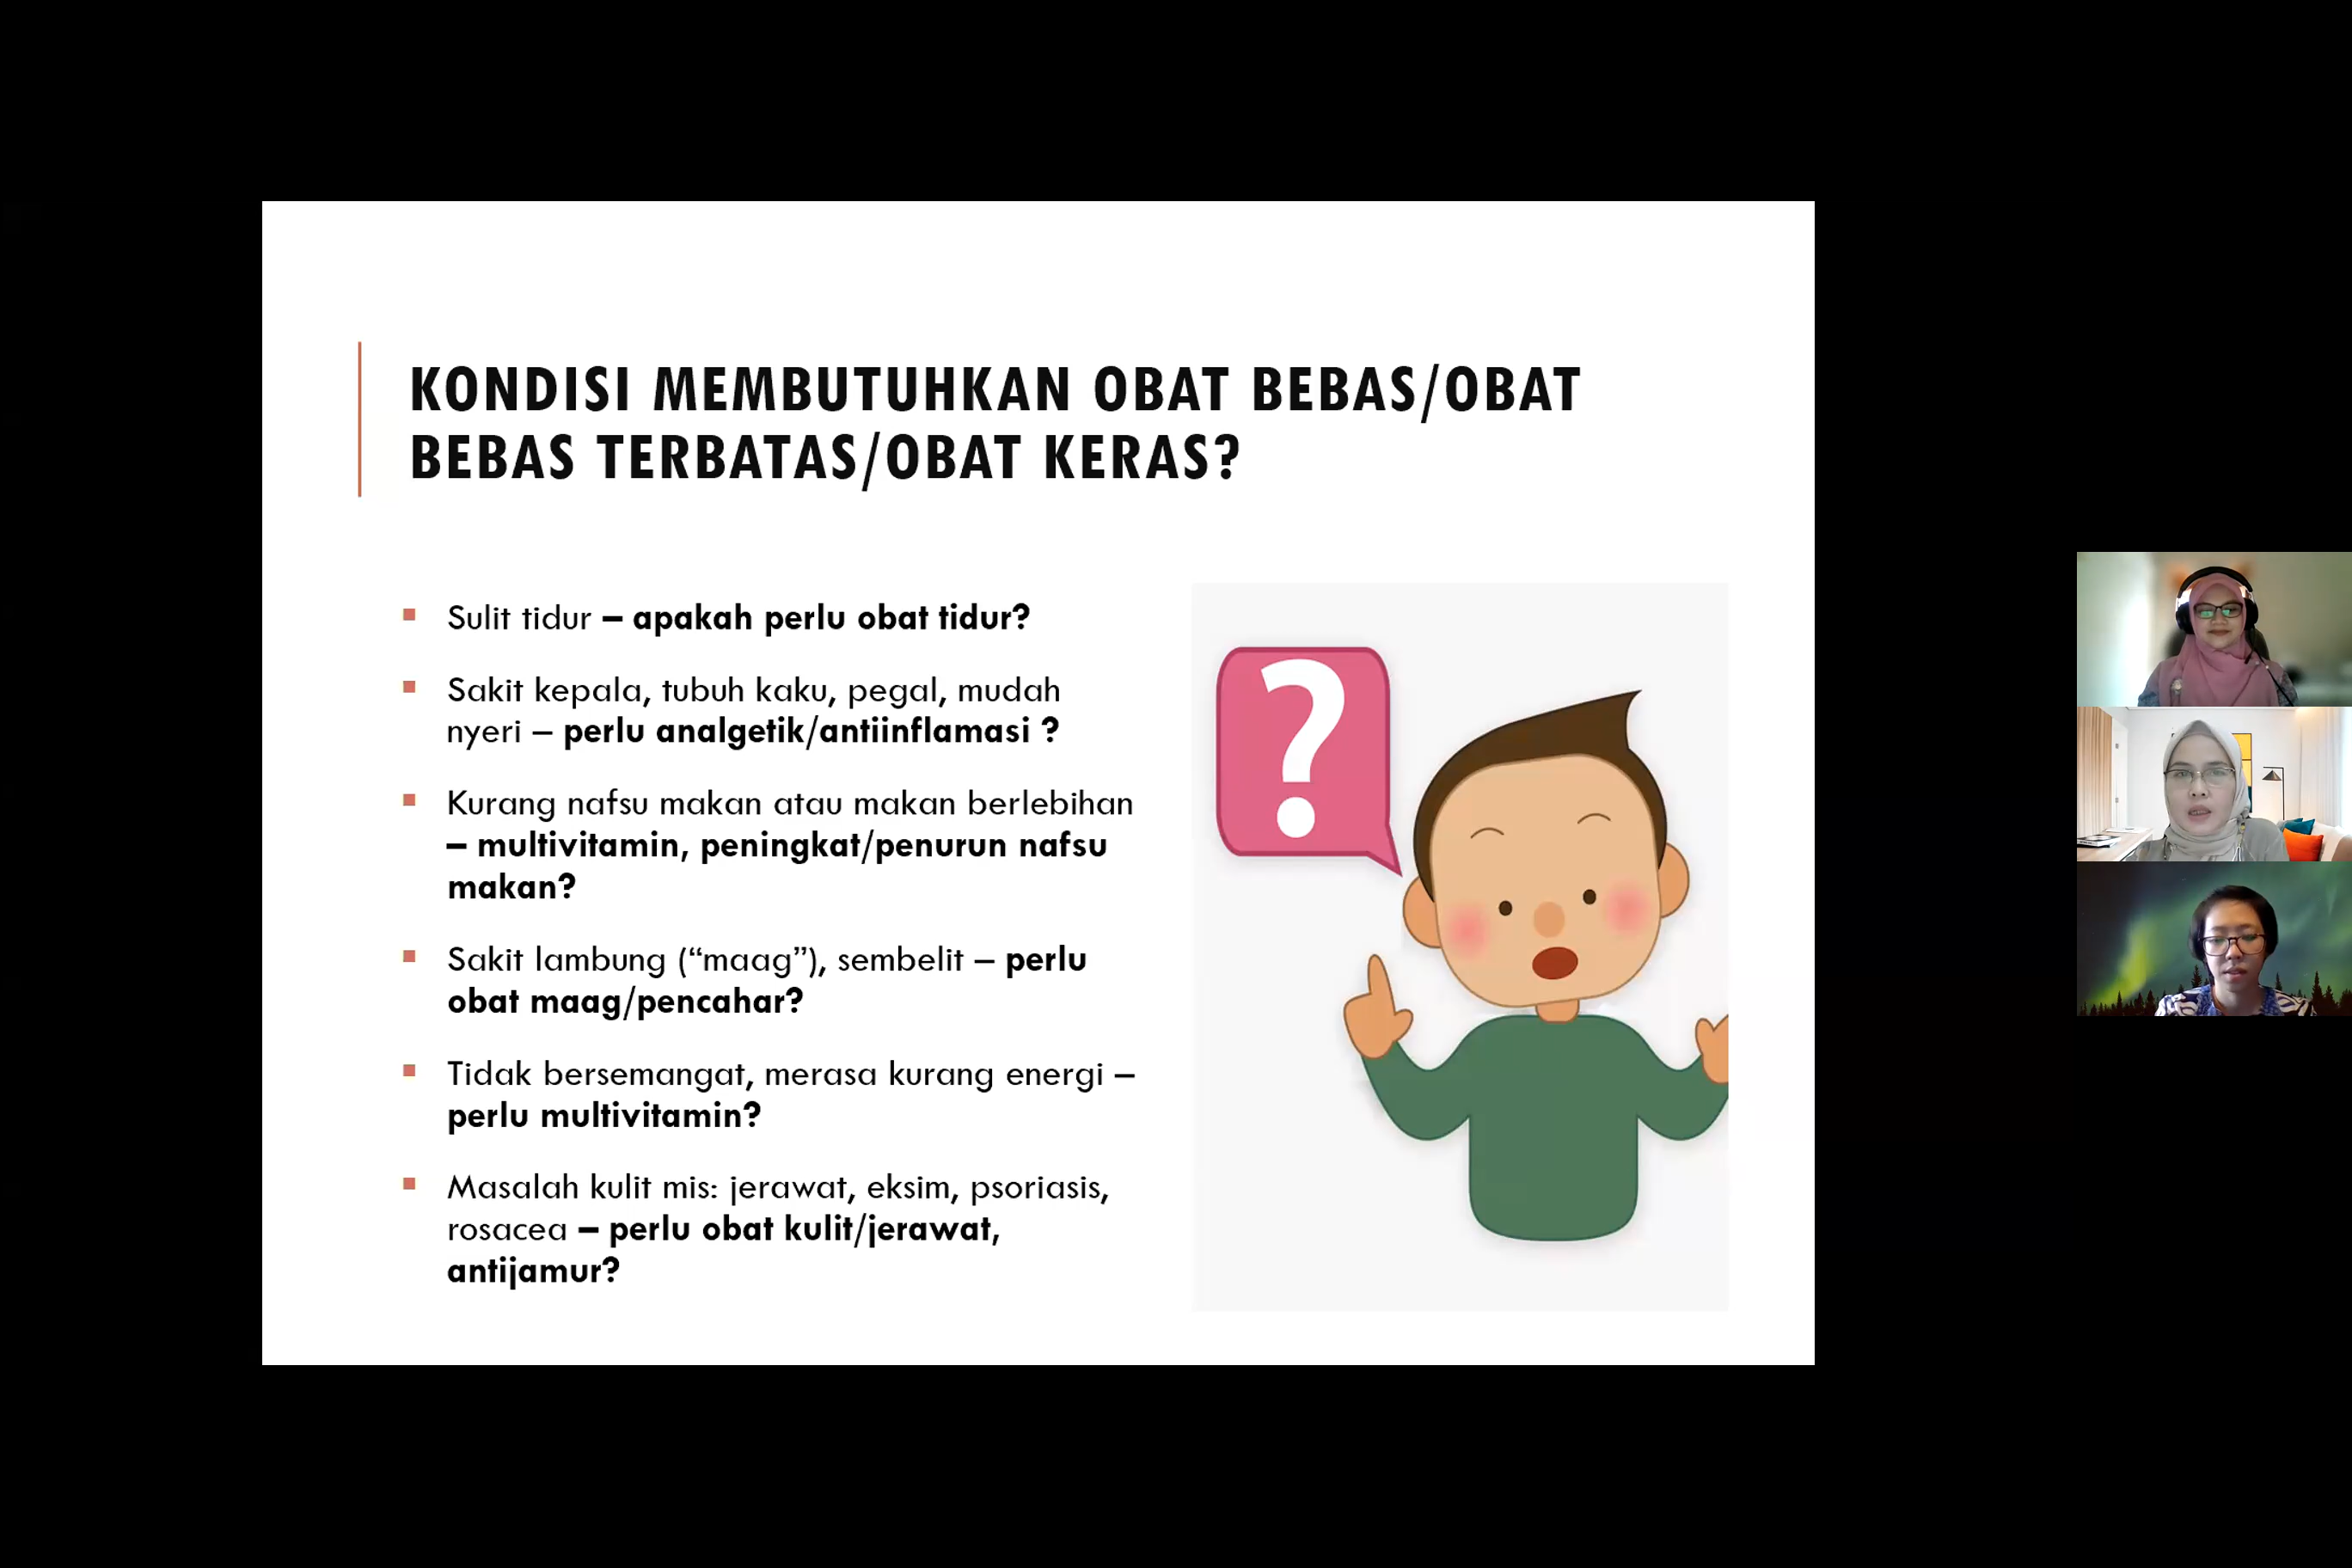 KONDISI MEMBUTUHKAN OBAT BEBAS/OBAT
BEBAS TERBATAS/OBAT KERAS?
▪ Sulit tidur – apakah perlu obat tidur?
▪ Sakit kepala, tubuh kaku, pegal, mudah
nyeri – perlu analgetik/antiinflamasi ?
▪ Kurang nafsu makan atau makan berlebihan
– multivitamin, peningkat/penurun nafsu
makan?
▪ Sakit lambung (“maag”), sembelit – perlu
obat maag/pencahar?
▪ Tidak bersemangat, merasa kurang energi –
perlu multivitamin?
▪ Masalah kulit mis: jerawat, eksim, psoriasis,
rosacea – perlu obat kulit/jerawat,
antijamur?
?